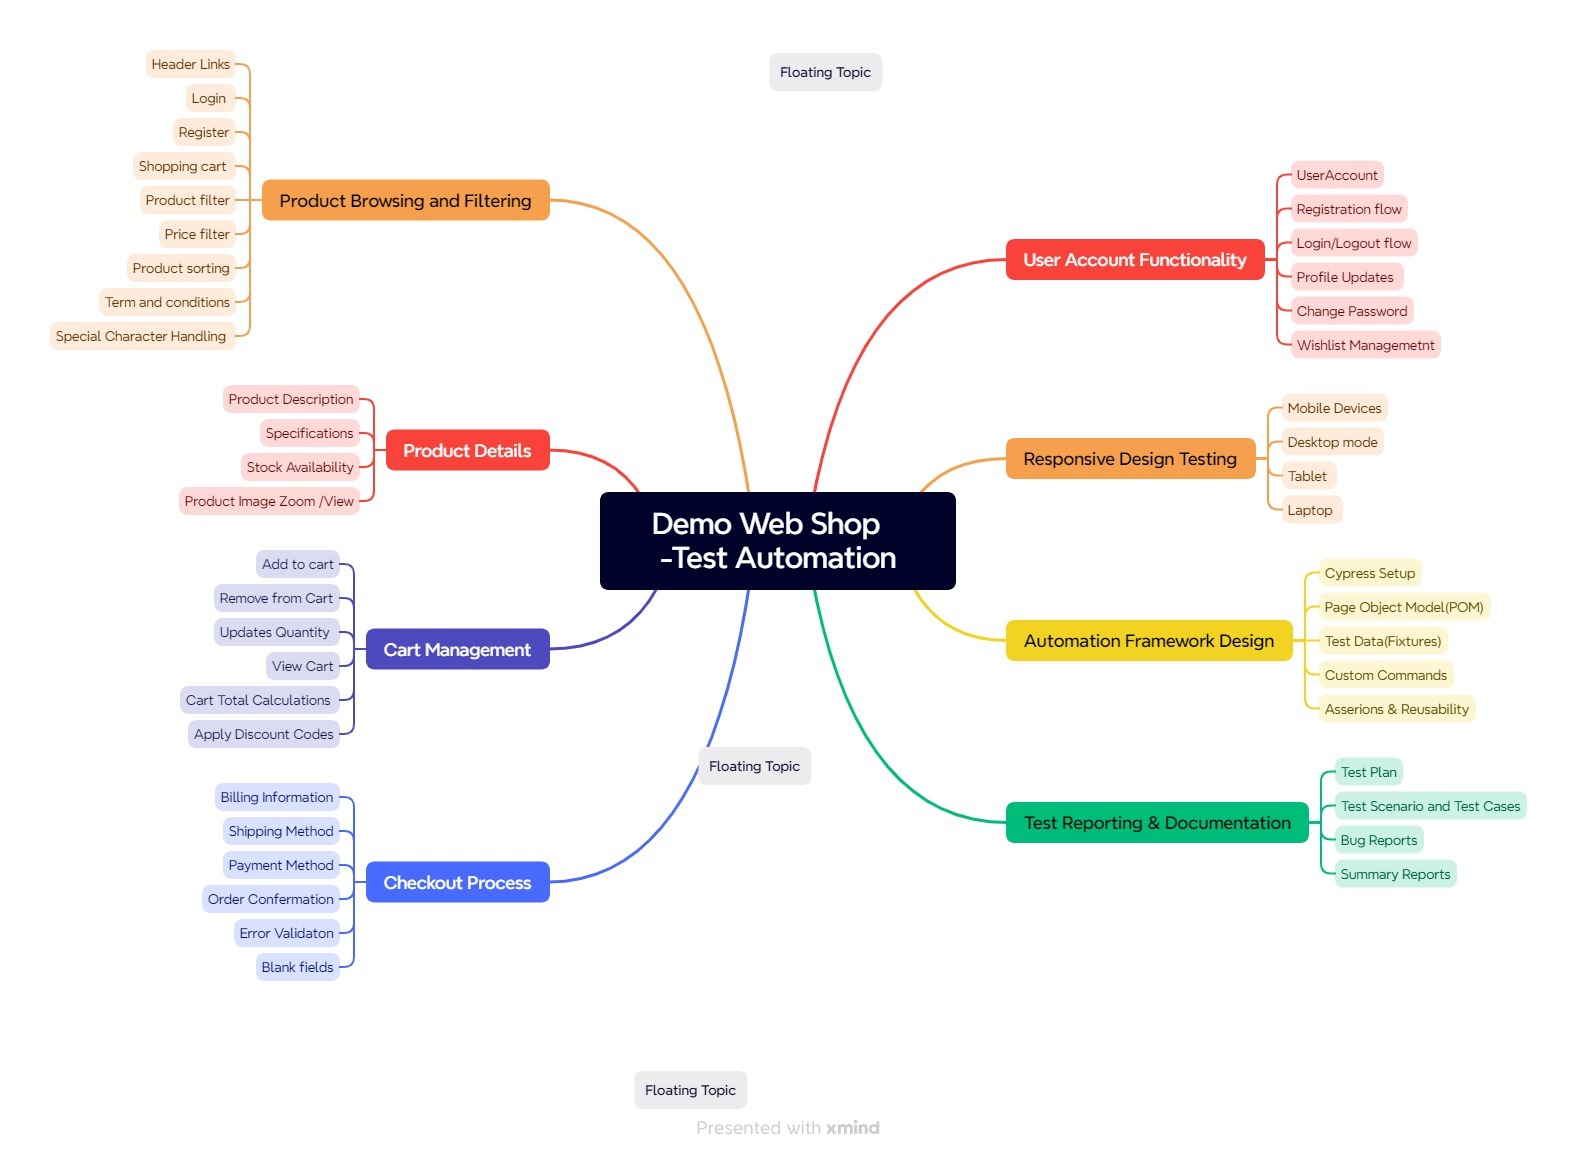 Floating Topic
Header Links
Login
Register
Shopping cart
Product filter
Price filter
Product sorting
Term and conditions
Special Character Handling
Product Browsing and Filtering
Product Description
Specifications
Stock Availability
Product Image Zoom /View
Product Details
Add to cart
Remove from Cart
Updates Quantity
View Cart
Cart Total Calculations
Apply Discount Codes
Cart Management
Billing Information
Shipping Method
Payment Method
Order Confermation
Error Validaton
Blank fields
Checkout Process
Demo Web Shop
-Test Automation
User Account Functionality
UserAccount
Registration flow
Login/Logout flow
Profile Updates
Change Password
Wishlist Managemetnt
Responsive Design Testing
Mobile Devices
Desktop mode
Tablet
Laptop
Automation Framework Design
Cypress Setup
Page Object Model(POM)
Test Data(Fixtures)
Custom Commands
Asserions & Reusability
Test Reporting & Documentation
Test Plan
Test Scenario and Test Cases
Bug Reports
Summary Reports
Floating Topic
Floating Topic
Presented with xmind